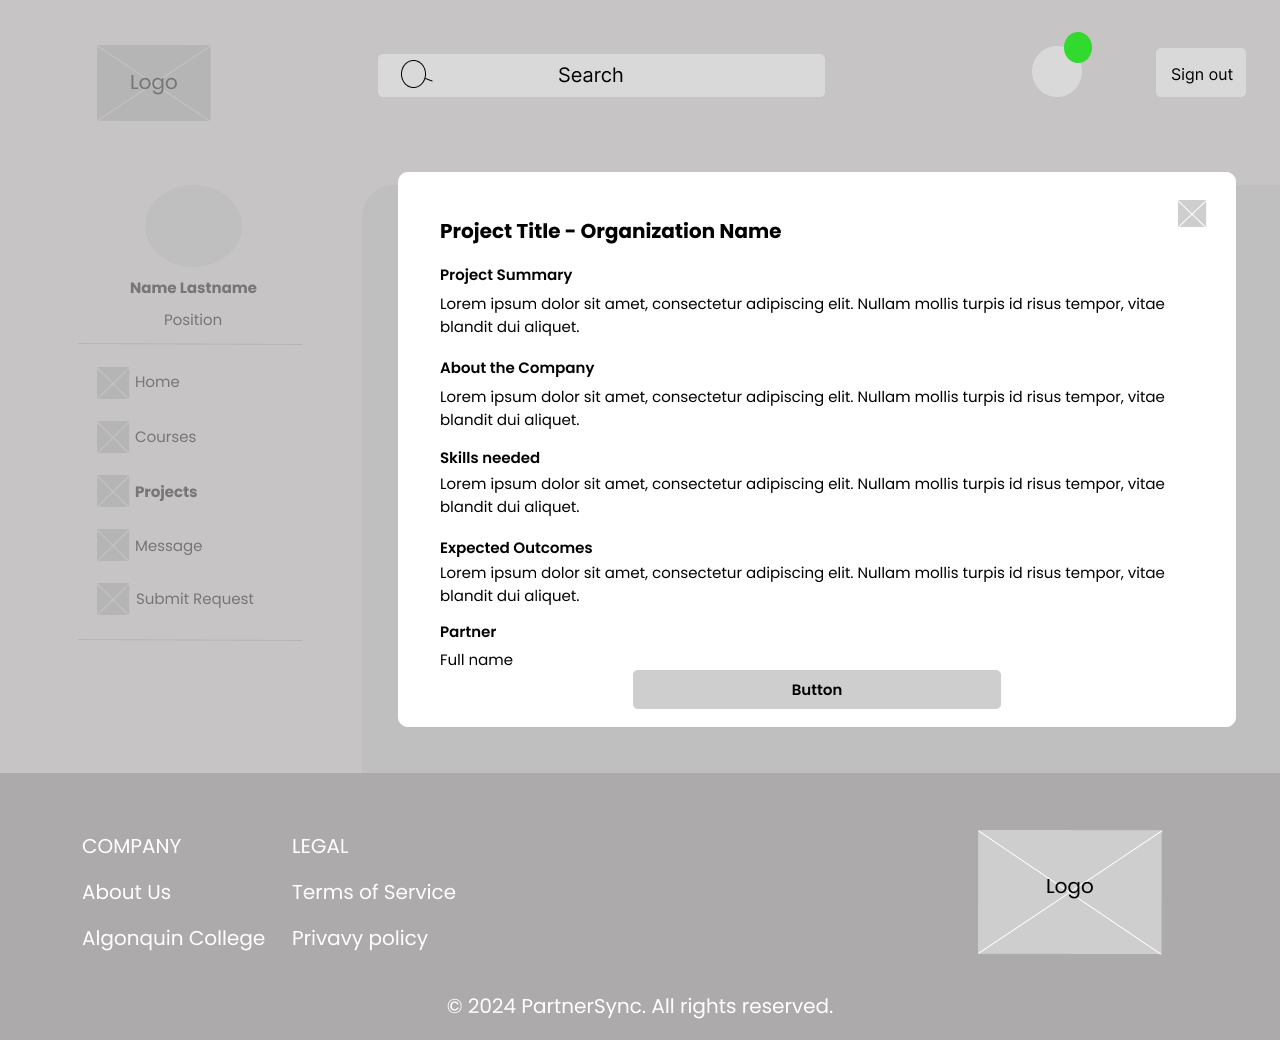 Logo
Search
Sign out
Name Lastname
Position
Home
Courses
Projects
Message
Submit Request
Project Title - Organization Name
Project Summary
Lorem ipsum dolor sit amet, consectetur adipiscing elit. Nullam mollis turpis id risus tempor, vitae
blandit dui aliquet.
About the Company
Lorem ipsum dolor sit amet, consectetur adipiscing elit. Nullam mollis turpis id risus tempor, vitae
blandit dui aliquet.
Skills needed
Lorem ipsum dolor sit amet, consectetur adipiscing elit. Nullam mollis turpis id risus tempor, vitae
blandit dui aliquet.
Expected Outcomes
Lorem ipsum dolor sit amet, consectetur adipiscing elit. Nullam mollis turpis id risus tempor, vitae
blandit dui aliquet.
Partner
Full name
Button
COMPANY
About Us
Algonquin College
LEGAL
Terms of Service
Privavy policy
Logo
© 2024 PartnerSync. All rights reserved.